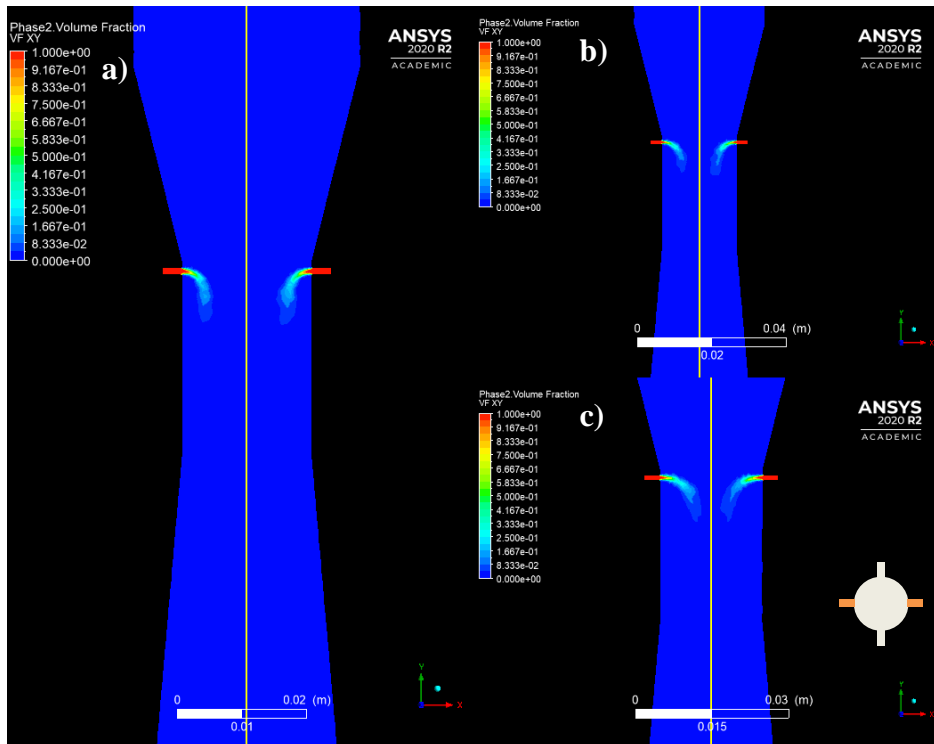 Phase2.Volume Fraction
VF XY
1.000e+00
9.167e-01
8.333e-01
7.500e-01
6.667e-01
5.833e-01
5.000e-01
4.167e-01
3.333e-01
2.500e-01
1.667e-01
8.333e-02
0.000e+00
a)
ANSYS
2020 R2
ACADEMIC
0 0.02 (m)
0.01
Y
X
Phase2.Volume Fraction
VF XY
1.000e+00
9.167e-01
8.333e-01
7.500e-01
6.667e-01
5.833e-01
5.000e-01
4.167e-01
3.333e-01
2.500e-01
1.667e-01
8.333e-02
0.000e+00
b)
ANSYS
2020 R2
ACADEMIC
0 0.04 (m)
0.02
Y
X
Phase2.Volume Fraction
VF XY
1.000e+00
9.167e-01
8.333e-01
7.500e-01
6.667e-01
5.833e-01
5.000e-01
4.167e-01
3.333e-01
2.500e-01
1.667e-01
8.333e-02
0.000e+00
c)
ANSYS
2020 R2
ACADEMIC
0 0.03 (m)
0.015
Y
X